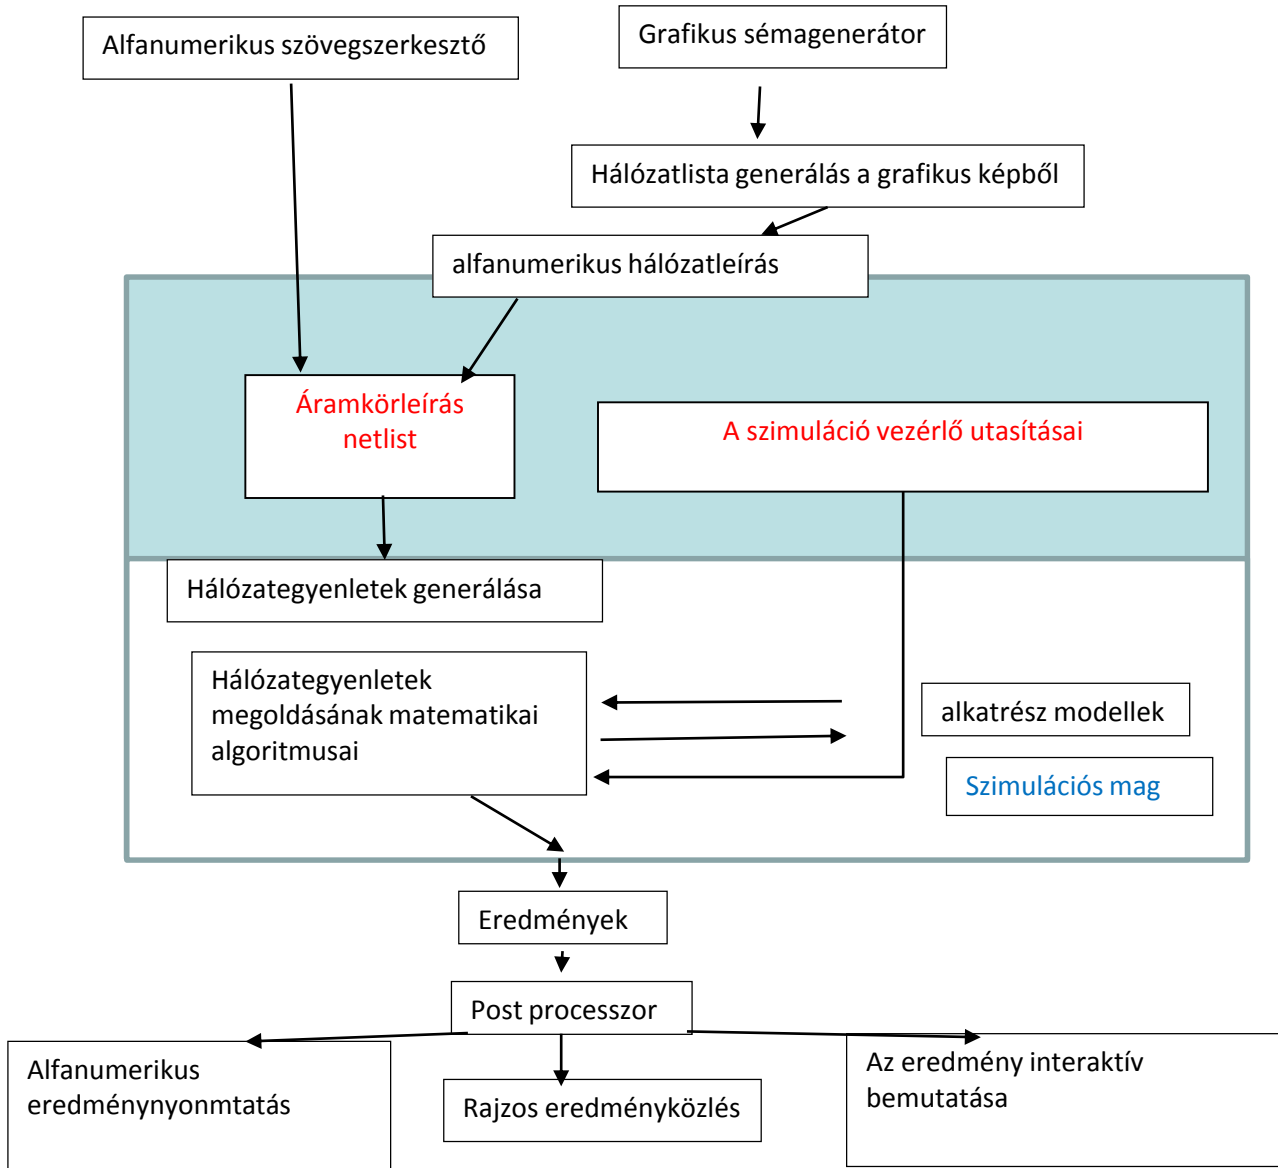 Alfanumerikus szövegszerkesztő
Grafikus sémagenerátor
Hálózatlista generálás a grafikus képből
alfanumerikus hálózatleírás
Áramkörleírás
netlist
A szimuláció vezérlő utasításai
Hálózategyenletek generálása
Hálózategyenletek
megoldásának matematikai
algoritmusai
alkatrész modellek
Szimulációs mag
Eredmények
Post processzor
Alfanumerikus
eredménynyonmtatás
Rajzos eredményközlés
Az eredmény interaktív
bemutatása